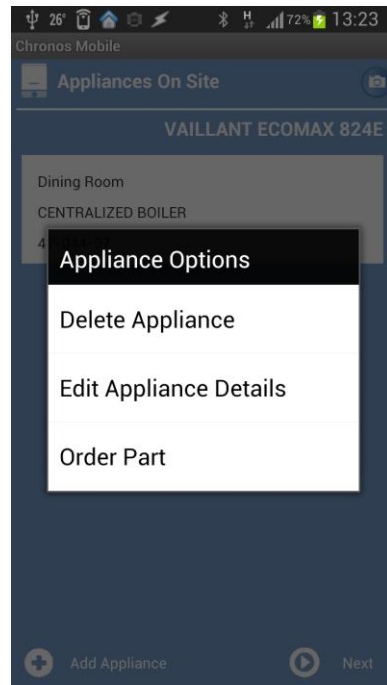 26° 72% 13:23
Chronos Mobile
Appliances On Site
VAILLANT ECOMAX 824E
Dining Room
CENTRALIZED BOILER
Appliance Options
Delete Appliance
Edit Appliance Details
Order Part
Add Appliance Next